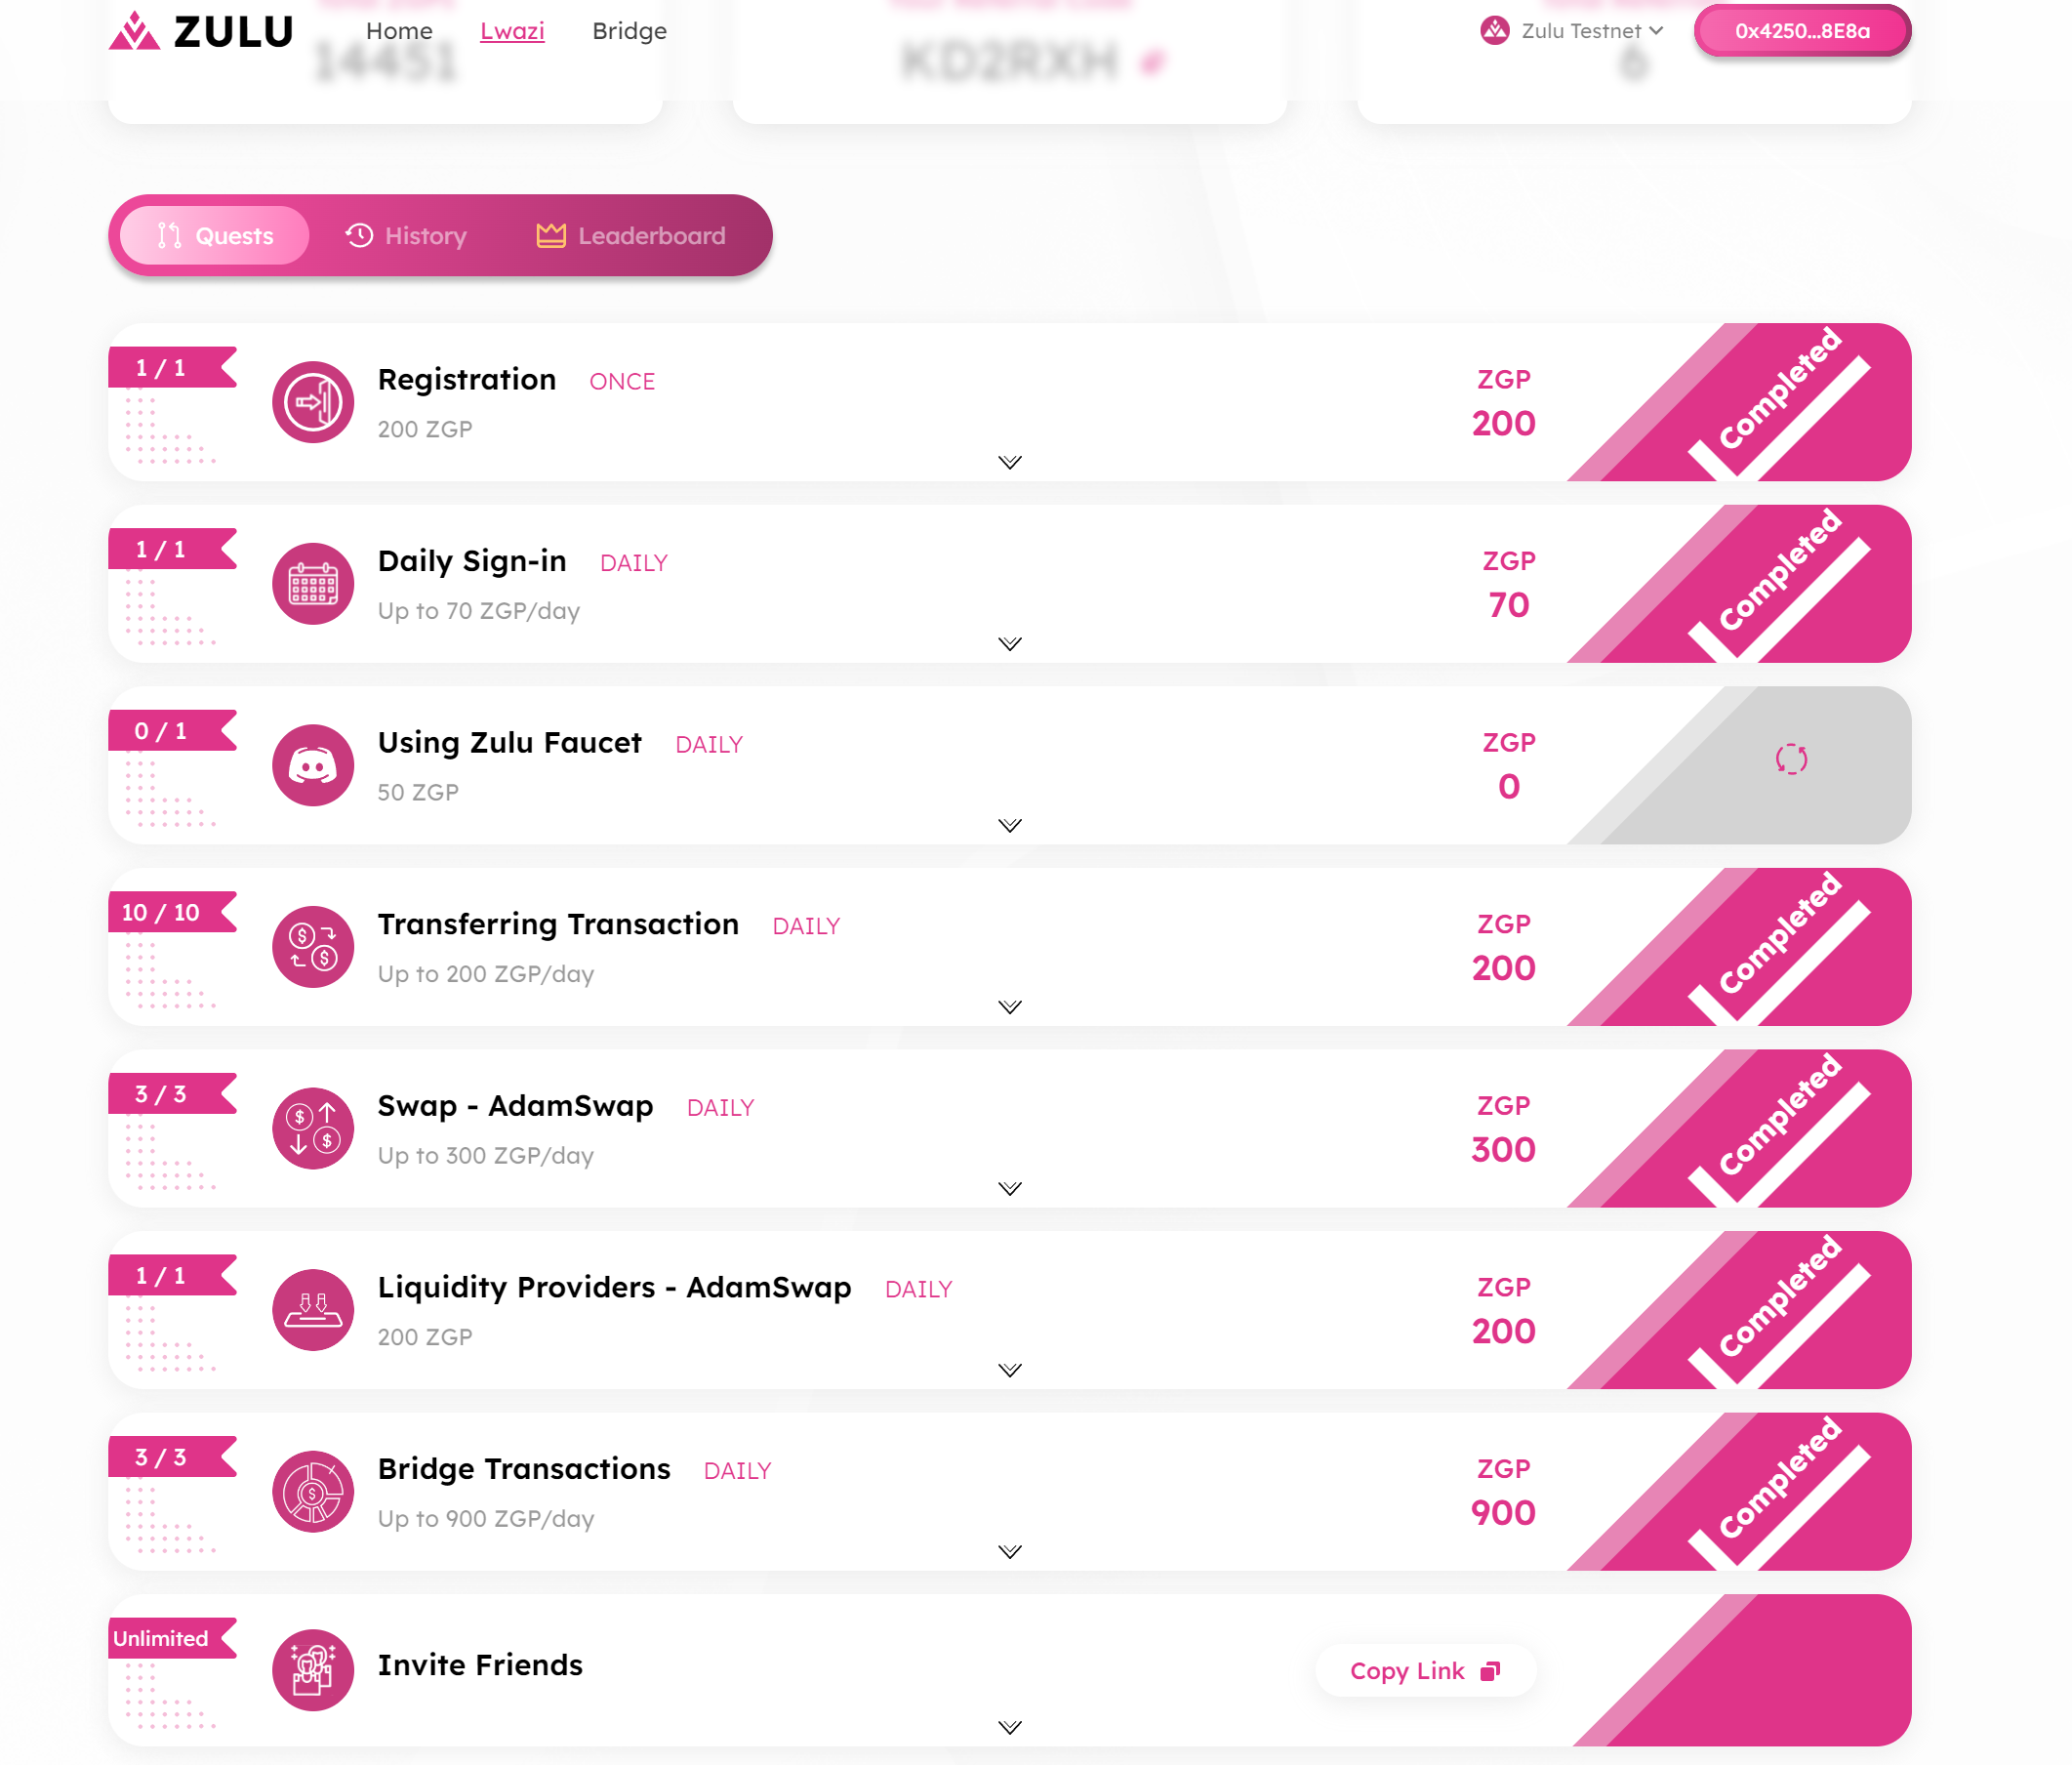 ZULU Home Lwazi Bridge Zulu Testnet 0x4250...8E8a
14451 KD2RXH 6
Quests History Leaderboard
1 / 1
Registration ONCE
200 ZGP
ZGP
200
Completed
1 / 1
Daily Sign-in DAILY
Up to 70 ZGP/day
ZGP
70
Completed
0 / 1
Using Zulu Faucet DAILY
50 ZGP
ZGP
0
10 / 10
Transferring Transaction DAILY
Up to 200 ZGP/day
ZGP
200
Completed
3 / 3
Swap - AdamSwap DAILY
Up to 300 ZGP/day
ZGP
300
Completed
1 / 1
Liquidity Providers - AdamSwap DAILY
200 ZGP
ZGP
200
Completed
3 / 3
Bridge Transactions DAILY
Up to 900 ZGP/day
ZGP
900
Completed
Unlimited
Invite Friends
Copy Link